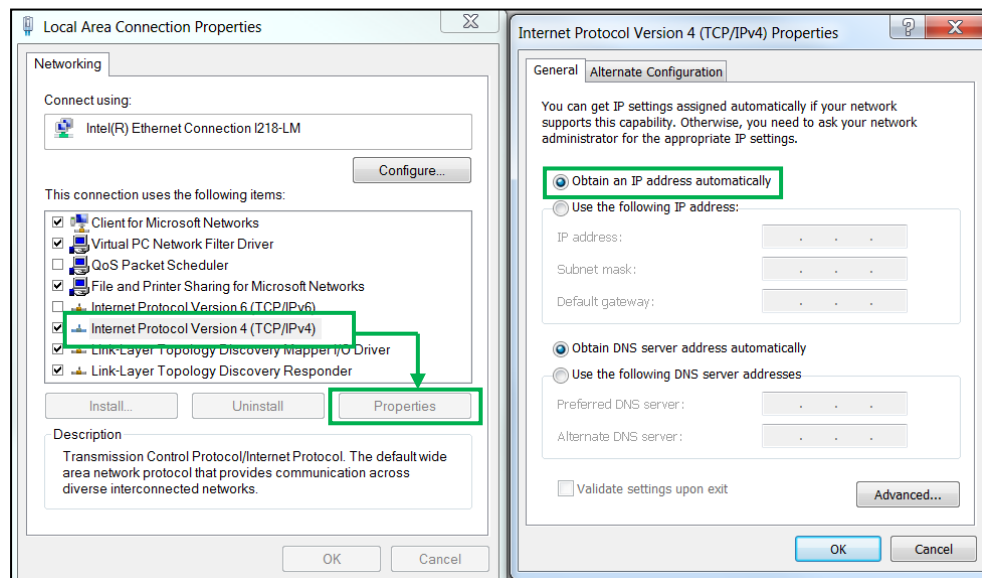 Local Area Connection Properties
Networking
Connect using:
Intel(R) Ethernet Connection I218-LM
Configure...
This connection uses the following items:
Client for Microsoft Networks
Virtual PC Network Filter Driver
QoS Packet Scheduler
File and Printer Sharing for Microsoft Networks
Internet Protocol Version 6 (TCP/IPv6)
Internet Protocol Version 4 (TCP/IPv4)
Link-Layer Topology Discovery Mapper I/O Driver
Link-Layer Topology Discovery Responder
Install...
Uninstall
Properties
Description
Transmission Control Protocol/Internet Protocol. The default wide
area network protocol that provides communication across
diverse interconnected networks.
OK
Cancel
Internet Protocol Version 4 (TCP/IPv4) Properties
General
Alternate Configuration
You can get IP settings assigned automatically if your network
supports this capability. Otherwise, you need to ask your network
administrator for the appropriate IP settings.
Obtain an IP address automatically
Use the following IP address:
IP address:
Subnet mask:
Default gateway:
Obtain DNS server address automatically
Use the following DNS server addresses
Preferred DNS server:
Alternate DNS server:
Validate settings upon exit
Advanced...
OK
Cancel